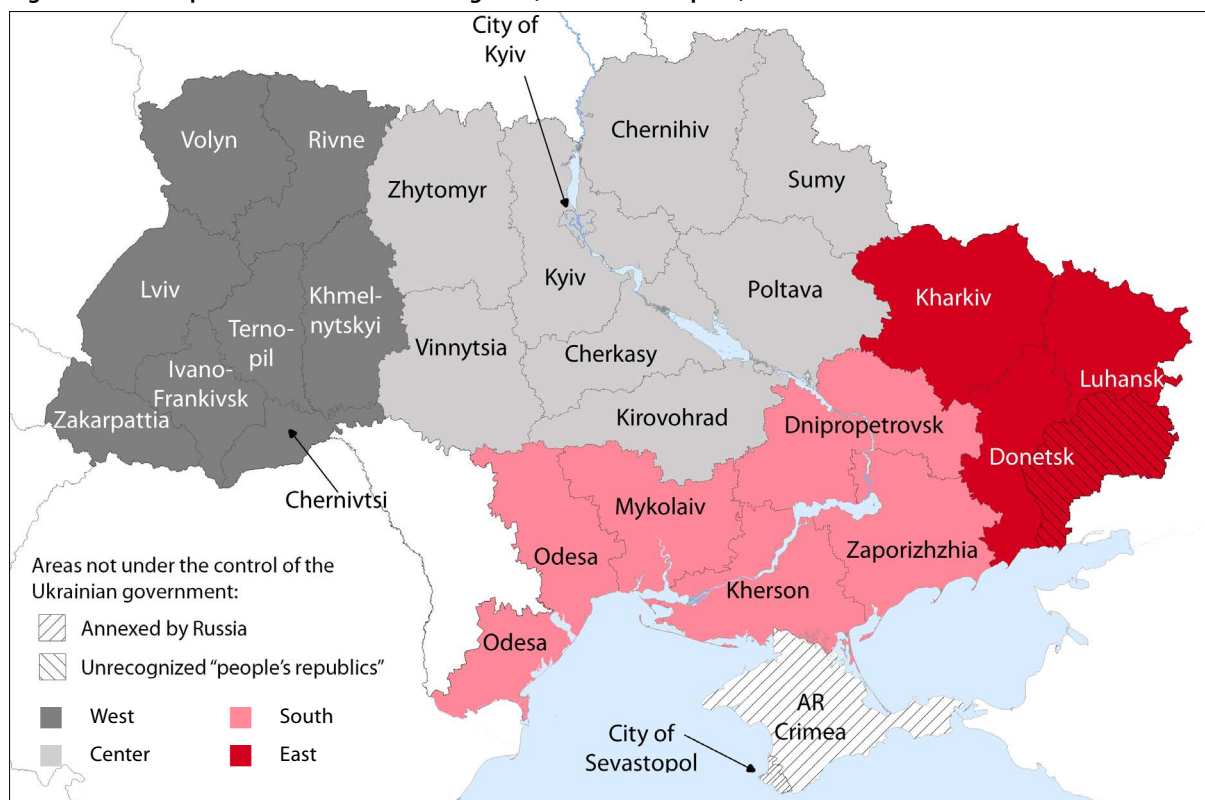 City of
Kyiv
Chernihiv
Volyn
Rivne
Zhytomyr
Sumy
Lviv
Khmel-
nytskyi
Kyiv
Poltava
Kharkiv
Terno-
pil
Vinnytsia
Cherkasy
Ivano-
Frankivsk
Luhansk
Zakarpattia
Kirovohrad
Dnipropetrovsk
Donetsk
Chernivtsi
Mykolaiv
Odesa
Zaporizhzhia
Kherson
Odesa
AR
Crimea
City of
Sevastopol
Areas not under the control of the
Ukrainian government:
Annexed by Russia
Unrecognized “people’s republics”
West
South
Center
East